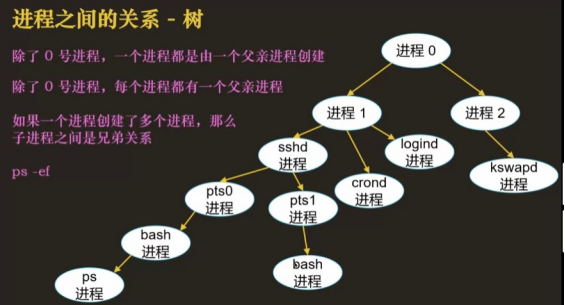 进程之间的关系 - 树
除了 0 号进程，一个进程都是由一个父亲进程创建
除了 0 号进程，每个进程都有一个父亲进程
如果一个进程创建了多个进程，那么
子进程之间是兄弟关系
ps -ef
进程 0
进程 1
进程 2
sshd
进程
logind
进程
crond
进程
kswapd
进程
pts0
进程
pts1
进程
bash
进程
bash
进程
ps
进程